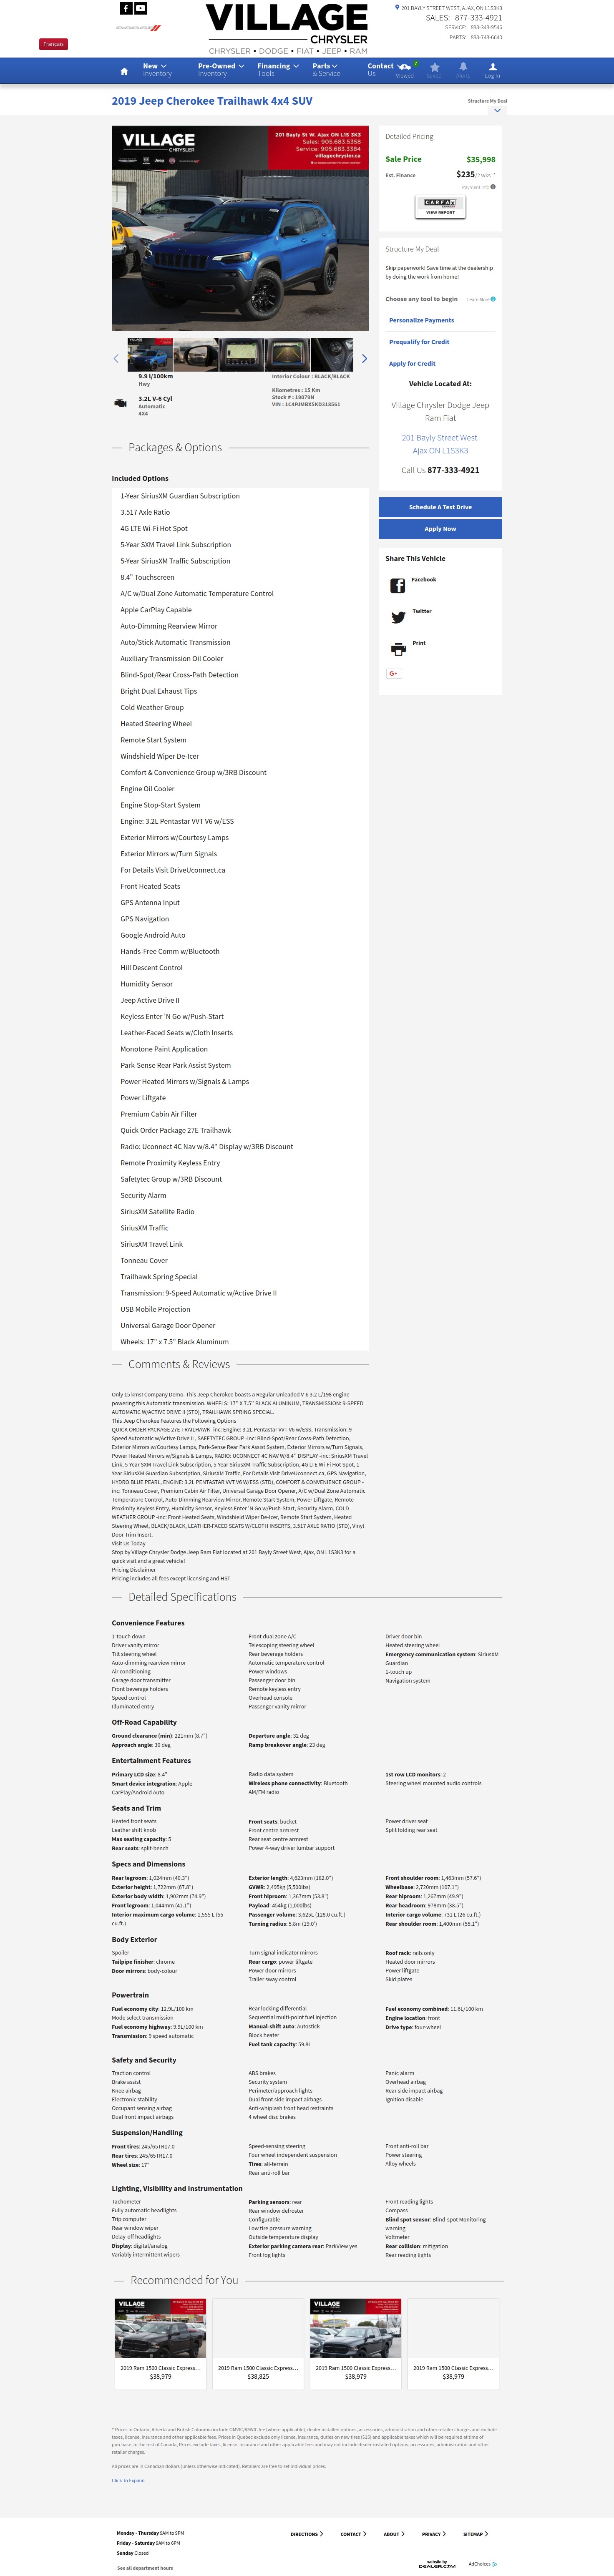 Français
VILLAGE
CHRYSLER
CHRYSLER • DODGE • FIAT • JEEP • RAM
201 BAYLY STREET WEST, AJAX, ON L1S3K3
SALES: 877-333-4921
SERVICE: 888-349-9546
PARTS: 888-743-6640
New
Inventory
Pre-Owned
Inventory
Financing
Tools
Parts
& Service
Contact
Us
Viewed
Saved
Alerts
Log In
2019 Jeep Cherokee Trailhawk 4x4 SUV
Structure My Deal
VILLAGE
CHRYSLER
201 Bayly St W. Ajax ON L1S 3K3
Sales: 905.683.5358
Service: 905.683.3384
villagechrysler.ca
9.9 l/100km
Hwy
3.2L V-6 Cyl
Automatic
4X4
Interior Colour : BLACK/BLACK
Kilometres : 15 Km
Stock # : 19079N
VIN : 1C4PJMBX5KD318561
Detailed Pricing
Sale Price $35,998
Est. Finance $235/2 wks. *
Payment Info
CARFAX
VIEW REPORT
Structure My Deal
Skip paperwork! Save time at the dealership
by doing the work from home!
Choose any tool to begin Learn More
Personalize Payments
Prequalify for Credit
Apply for Credit
Vehicle Located At:
Village Chrysler Dodge Jeep
Ram Fiat
201 Bayly Street West
Ajax ON L1S3K3
Call Us 877-333-4921
Schedule A Test Drive
Apply Now
Share This Vehicle
Facebook
Twitter
Print
G+
Packages & Options
Included Options
1-Year SiriusXM Guardian Subscription
3.517 Axle Ratio
4G LTE Wi-Fi Hot Spot
5-Year SXM Travel Link Subscription
5-Year SiriusXM Traffic Subscription
8.4" Touchscreen
A/C w/Dual Zone Automatic Temperature Control
Apple CarPlay Capable
Auto-Dimming Rearview Mirror
Auto/Stick Automatic Transmission
Auxiliary Transmission Oil Cooler
Blind-Spot/Rear Cross-Path Detection
Bright Dual Exhaust Tips
Cold Weather Group
Heated Steering Wheel
Remote Start System
Windshield Wiper De-Icer
Comfort & Convenience Group w/3RB Discount
Engine Oil Cooler
Engine Stop-Start System
Engine: 3.2L Pentastar VVT V6 w/ESS
Exterior Mirrors w/Courtesy Lamps
Exterior Mirrors w/Turn Signals
For Details Visit DriveUconnect.ca
Front Heated Seats
GPS Antenna Input
GPS Navigation
Google Android Auto
Hands-Free Comm w/Bluetooth
Hill Descent Control
Humidity Sensor
Jeep Active Drive II
Keyless Enter 'N Go w/Push-Start
Leather-Faced Seats w/Cloth Inserts
Monotone Paint Application
Park-Sense Rear Park Assist System
Power Heated Mirrors w/Signals & Lamps
Power Liftgate
Premium Cabin Air Filter
Quick Order Package 27E Trailhawk
Radio: Uconnect 4C Nav w/8.4" Display w/3RB Discount
Remote Proximity Keyless Entry
Safetytec Group w/3RB Discount
Security Alarm
SiriusXM Satellite Radio
SiriusXM Traffic
SiriusXM Travel Link
Tonneau Cover
Trailhawk Spring Special
Transmission: 9-Speed Automatic w/Active Drive II
USB Mobile Projection
Universal Garage Door Opener
Wheels: 17" x 7.5" Black Aluminum
Comments & Reviews
Only 15 kms! Company Demo. This Jeep Cherokee boasts a Regular Unleaded V-6 3.2 L/198 engine
powering this Automatic transmission. WHEELS: 17" X 7.5" BLACK ALUMINUM, TRANSMISSION: 9-SPEED
AUTOMATIC W/ACTIVE DRIVE II (STD), TRAILHAWK SPRING SPECIAL.
This Jeep Cherokee Features the Following Options
QUICK ORDER PACKAGE 27E TRAILHAWK -inc: Engine: 3.2L Pentastar VVT V6 w/ESS, Transmission: 9-
Speed Automatic w/Active Drive II , SAFETYTEC GROUP -inc: Blind-Spot/Rear Cross-Path Detection,
Exterior Mirrors w/Courtesy Lamps, Park-Sense Rear Park Assist System, Exterior Mirrors w/Turn Signals,
Power Heated Mirrors w/Signals & Lamps, RADIO: UCONNECT 4C NAV W/8.4" DISPLAY -inc: SiriusXM Travel
Link, 5-Year SXM Travel Link Subscription, 5-Year SiriusXM Traffic Subscription, 4G LTE Wi-Fi Hot Spot, 1-
Year SiriusXM Guardian Subscription, SiriusXM Traffic, For Details Visit DriveUconnect.ca, GPS Navigation,
HYDRO BLUE PEARL, ENGINE: 3.2L PENTASTAR VVT V6 W/ESS (STD), COMFORT & CONVENIENCE GROUP -
inc: Tonneau Cover, Premium Cabin Air Filter, Universal Garage Door Opener, A/C w/Dual Zone Automatic
Temperature Control, Auto-Dimming Rearview Mirror, Remote Start System, Power Liftgate, Remote
Proximity Keyless Entry, Humidity Sensor, Keyless Enter 'N Go w/Push-Start, Security Alarm, COLD
WEATHER GROUP -inc: Front Heated Seats, Windshield Wiper De-Icer, Remote Start System, Heated
Steering Wheel, BLACK/BLACK, LEATHER-FACED SEATS W/CLOTH INSERTS, 3.517 AXLE RATIO (STD), Vinyl
Door Trim Insert.
Visit Us Today
Stop by Village Chrysler Dodge Jeep Ram Fiat located at 201 Bayly Street West, Ajax, ON L1S3K3 for a
quick visit and a great vehicle!
Pricing Disclaimer
Pricing includes all fees except licensing and HST
Detailed Specifications
Convenience Features
1-touch down
Driver vanity mirror
Tilt steering wheel
Auto-dimming rearview mirror
Air conditioning
Garage door transmitter
Front beverage holders
Speed control
Illuminated entry
Front dual zone A/C
Telescoping steering wheel
Rear beverage holders
Automatic temperature control
Power windows
Passenger door bin
Remote keyless entry
Overhead console
Passenger vanity mirror
Driver door bin
Heated steering wheel
Emergency communication system: SiriusXM
Guardian
1-touch up
Navigation system
Off-Road Capability
Ground clearance (min): 221mm (8.7")
Approach angle: 30 deg
Departure angle: 32 deg
Ramp breakover angle: 23 deg
Entertainment Features
Primary LCD size: 8.4"
Smart device integration: Apple
CarPlay/Android Auto
Radio data system
Wireless phone connectivity: Bluetooth
AM/FM radio
1st row LCD monitors: 2
Steering wheel mounted audio controls
Seats and Trim
Heated front seats
Leather shift knob
Max seating capacity: 5
Rear seats: split-bench
Front seats: bucket
Front centre armrest
Rear seat centre armrest
Power 4-way driver lumbar support
Power driver seat
Split folding rear seat
Specs and Dimensions
Rear legroom: 1,024mm (40.3")
Exterior height: 1,722mm (67.8")
Exterior body width: 1,902mm (74.9")
Front legroom: 1,044mm (41.1")
Interior maximum cargo volume: 1,555 L (55
cu.ft.)
Exterior length: 4,623mm (182.0")
GVWR: 2,495kg (5,500lbs)
Front hiproom: 1,367mm (53.8")
Payload: 454kg (1,000lbs)
Passenger volume: 3,625L (128.0 cu.ft.)
Turning radius: 5.8m (19.0')
Front shoulder room: 1,463mm (57.6")
Wheelbase: 2,720mm (107.1")
Rear hiproom: 1,267mm (49.9")
Rear headroom: 978mm (38.5")
Interior cargo volume: 731 L (26 cu.ft.)
Rear shoulder room: 1,400mm (55.1")
Body Exterior
Spoiler
Tailpipe finisher: chrome
Door mirrors: body-colour
Turn signal indicator mirrors
Rear cargo: power liftgate
Power door mirrors
Trailer sway control
Roof rack: rails only
Heated door mirrors
Power liftgate
Skid plates
Powertrain
Fuel economy city: 12.9L/100 km
Mode select transmission
Fuel economy highway: 9.9L/100 km
Transmission: 9 speed automatic
Rear locking differential
Sequential multi-point fuel injection
Manual-shift auto: Autostick
Block heater
Fuel tank capacity: 59.8L
Fuel economy combined: 11.6L/100 km
Engine location: front
Drive type: four-wheel
Safety and Security
Traction control
Brake assist
Knee airbag
Electronic stability
Occupant sensing airbag
Dual front impact airbags
ABS brakes
Security system
Perimeter/approach lights
Dual front side impact airbags
Anti-whiplash front head restraints
4 wheel disc brakes
Panic alarm
Overhead airbag
Rear side impact airbag
Ignition disable
Suspension/Handling
Front tires: 245/65TR17.0
Rear tires: 245/65TR17.0
Wheel size: 17"
Speed-sensing steering
Four wheel independent suspension
Tires: all-terrain
Rear anti-roll bar
Front anti-roll bar
Power steering
Alloy wheels
Lighting, Visibility and Instrumentation
Tachometer
Fully automatic headlights
Trip computer
Rear window wiper
Delay-off headlights
Display: digital/analog
Variably intermittent wipers
Parking sensors: rear
Rear window defroster
Configurable
Low tire pressure warning
Outside temperature display
Exterior parking camera rear: ParkView yes
Front fog lights
Front reading lights
Compass
Blind spot sensor: Blind-spot Monitoring
warning
Voltmeter
Rear collision: mitigation
Rear reading lights
Recommended for You
2019 Ram 1500 Classic Express...
$38,979
2019 Ram 1500 Classic Express...
$38,825
2019 Ram 1500 Classic Express...
$38,979
2019 Ram 1500 Classic Express...
$38,979
* Prices in Ontario, Alberta and British Columbia include OMVIC/AMVIC fee (where applicable), dealer installed options, accessories, administration and other retailer charges and exclude
taxes, license, insurance and other applicable fees. Prices in Quebec exclude only license, insurance, duties on new tires ($15) and applicable taxes which will be required at time of
purchase. In the rest of Canada, Prices exclude taxes, license, insurance and other applicable fees and may not include dealer-installed options, accessories, administration and other
retailer charges.
All prices are in Canadian dollars (unless otherwise indicated). Retailers are free to set individual prices.
Click To Expand
Monday - Thursday 9AM to 9PM
Friday - Saturday 9AM to 6PM
Sunday Closed
See all department hours
DIRECTIONS
CONTACT
ABOUT
PRIVACY
SITEMAP
website by
DEALER.COM
AdChoices